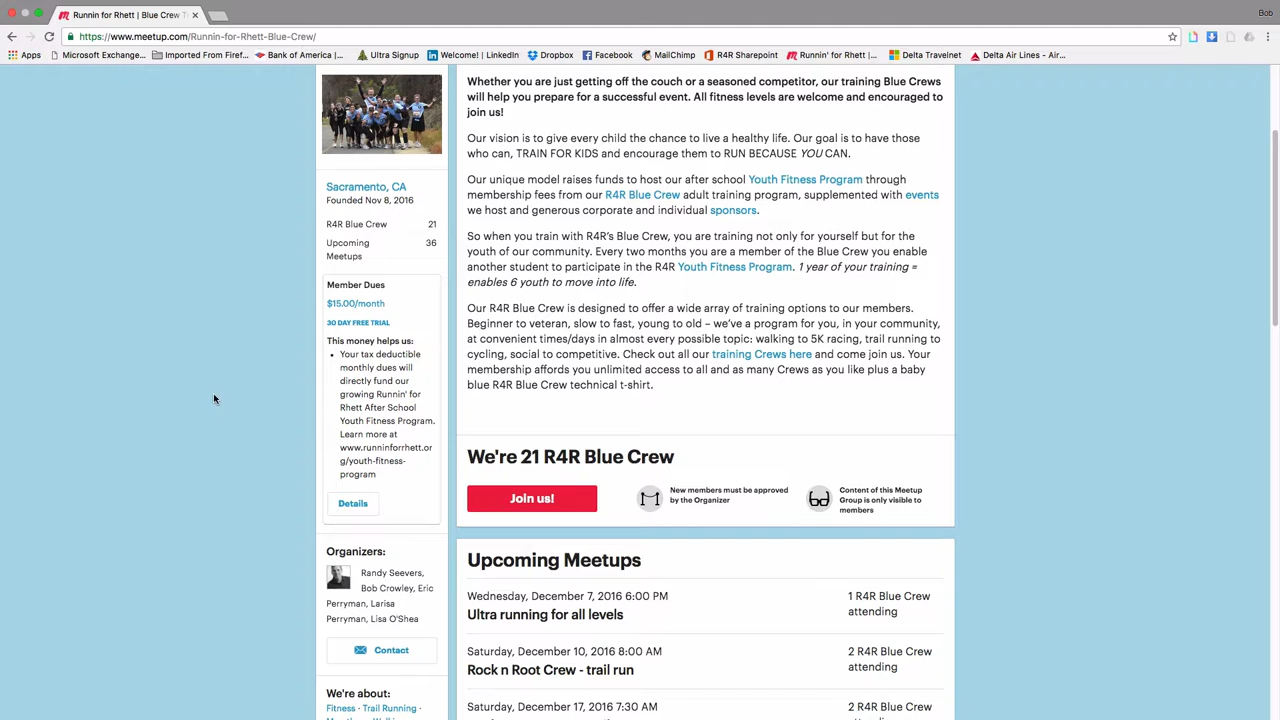 Runnin for Rhett | Blue Crew T
Bob
https://www.meetup.com/Runnin-for-Rhett-Blue-Crew/
Apps
Microsoft Exchange...
Imported From Firef...
Bank of America |...
Ultra Signup
Welcome! | LinkedIn
Dropbox
Facebook
MailChimp
R4R Sharepoint
Runnin' for Rhett |...
Delta Travelnet
Delta Air Lines - Air...
Sacramento, CA
Founded Nov 8, 2016
R4R Blue Crew 21
Upcoming 36
Meetups
Member Dues
$15.00/month
30 DAY FREE TRIAL
This money helps us:
• Your tax deductible
monthly dues will
directly fund our
growing Runnin' for
Rhett After School
Youth Fitness Program.
Learn more at
www.runninforrhett.or
g/youth-fitness-
program
Details
Organizers:
Randy Seevers,
Bob Crowley, Eric
Perryman, Larisa
Perryman, Lisa O'Shea
Contact
We're about:
Fitness · Trail Running ·
Whether you are just getting off the couch or a seasoned competitor, our training Blue Crews
will help you prepare for a successful event. All fitness levels are welcome and encouraged to
join us!
Our vision is to give every child the chance to live a healthy life. Our goal is to have those
who can, TRAIN FOR KIDS and encourage them to RUN BECAUSE YOU CAN.
Our unique model raises funds to host our after school Youth Fitness Program through
membership fees from our R4R Blue Crew adult training program, supplemented with events
we host and generous corporate and individual sponsors.
So when you train with R4R's Blue Crew, you are training not only for yourself but for the
youth of our community. Every two months you are a member of the Blue Crew you enable
another student to participate in the R4R Youth Fitness Program. 1 year of your training =
enables 6 youth to move into life.
Our R4R Blue Crew is designed to offer a wide array of training options to our members.
Beginner to veteran, slow to fast, young to old – we've a program for you, in your community,
at convenient times/days in almost every possible topic: walking to 5K racing, trail running to
cycling, social to competitive. Check out all our training Crews here and come join us. Your
membership affords you unlimited access to all and as many Crews as you like plus a baby
blue R4R Blue Crew technical t-shirt.
We're 21 R4R Blue Crew
Join us!
New members must be approved
by the Organizer
Content of this Meetup
Group is only visible to
members
Upcoming Meetups
Wednesday, December 7, 2016 6:00 PM
Ultra running for all levels
1 R4R Blue Crew
attending
Saturday, December 10, 2016 8:00 AM
Rock n Root Crew - trail run
2 R4R Blue Crew
attending
Saturday, December 17, 2016 7:30 AM
2 R4R Blue Crew